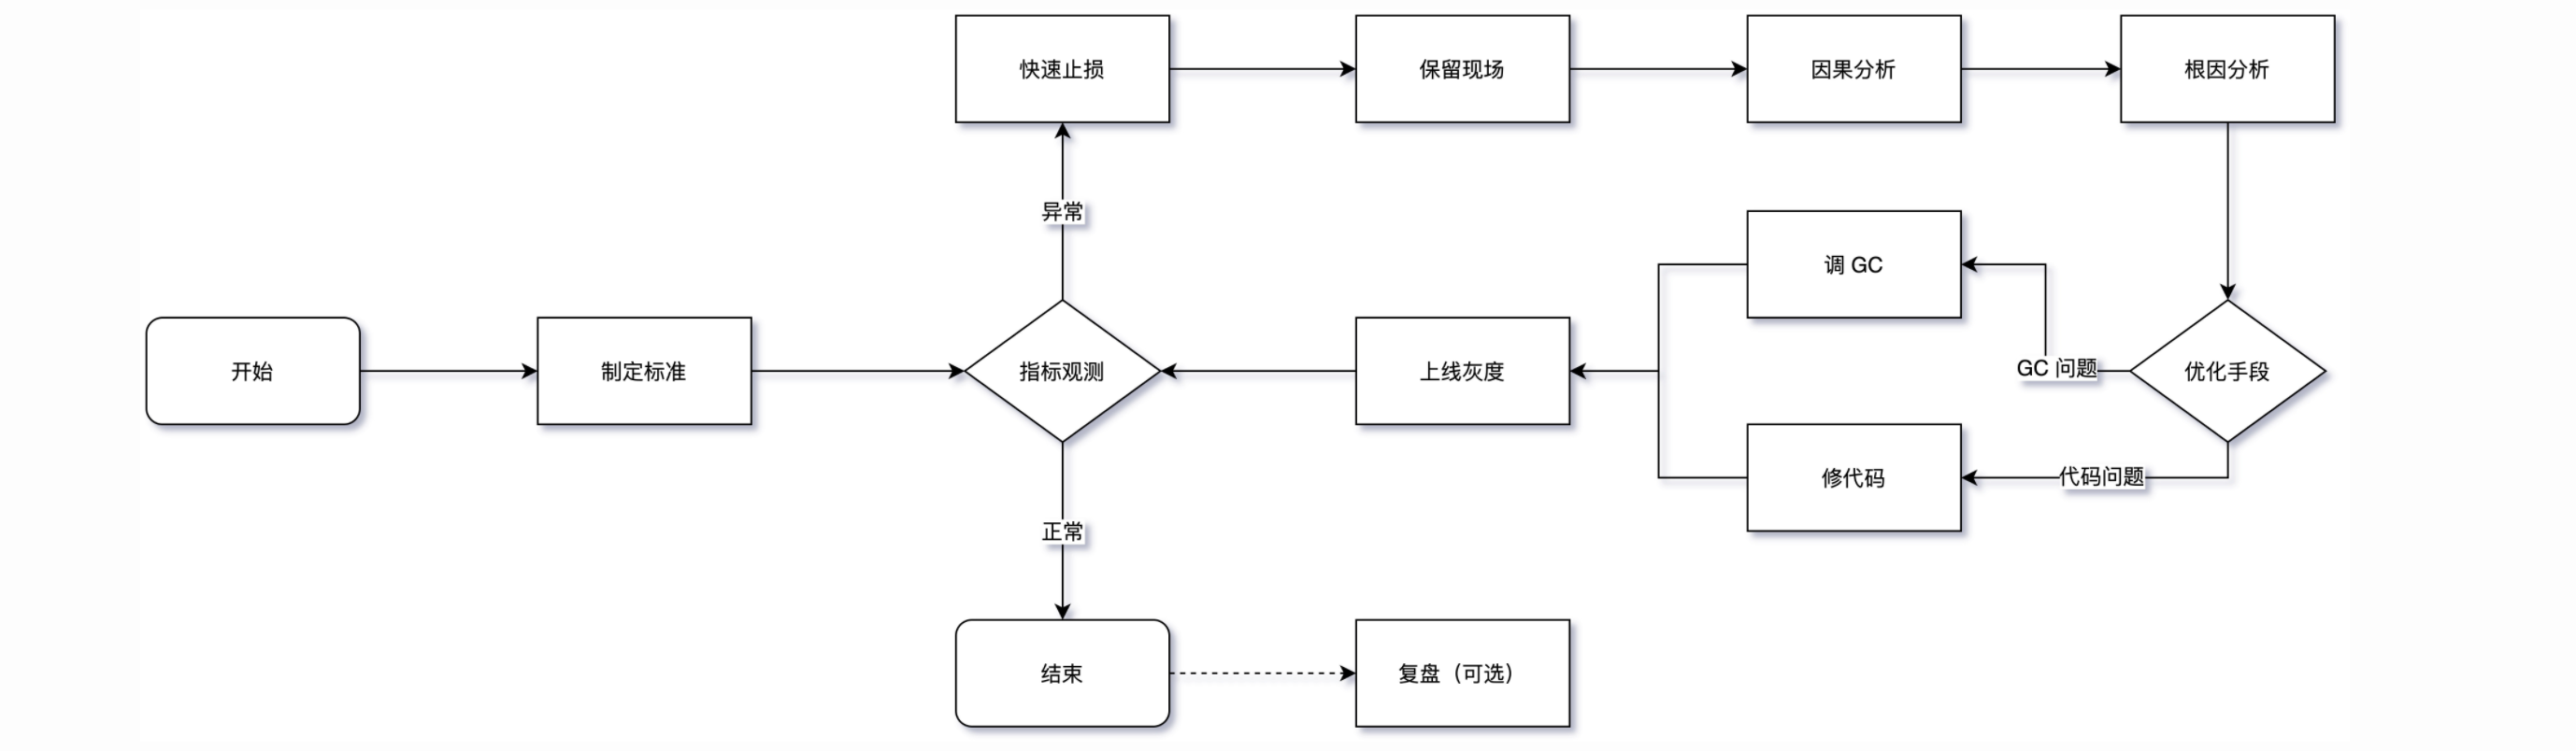 快速止损
保留现场
因果分析
根因分析
异常
调 GC
开始
制定标准
指标观测
上线灰度
GC 问题
优化手段
修代码
代码问题
正常
结束
复盘（可选）